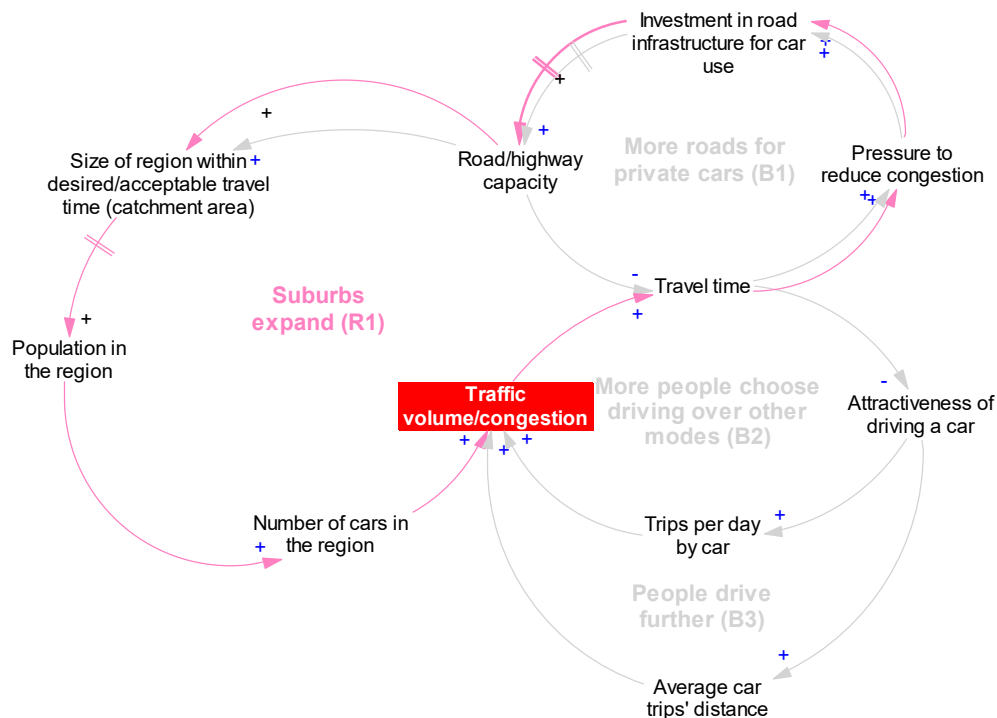 Investment in road
infrastructure for car
use
+
+
+
+
+
Size of region within
desired/acceptable travel
time (catchment area)
+
Road/highway
capacity
More roads for
private cars (B1)
Pressure to
reduce congestion
+
+
-
Travel time
+
Suburbs
expand (R1)
+
Population in
the region
Traffic
volume/congestion
More people choose
driving over other
modes (B2)
-
Attractiveness of
driving a car
+
+
+
Number of cars in
the region
+
Trips per day
by car
+
People drive
further (B3)
+
Average car
trips' distance